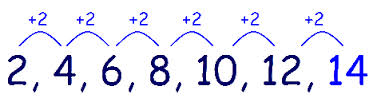 +2 +2 +2 +2 +2 +2
2, 4, 6, 8, 10, 12, 14